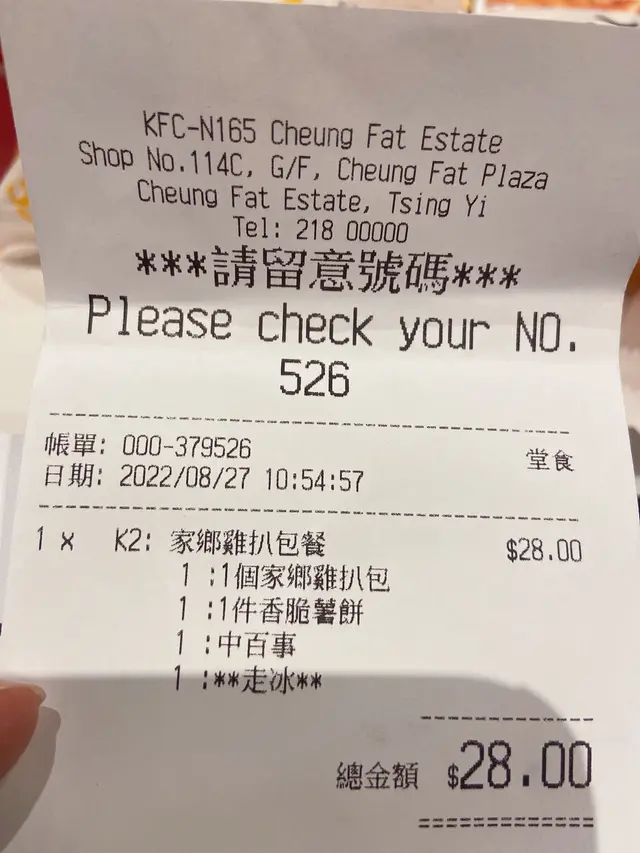 KFC-N165 Cheung Fat Estate
Shop No.114C, G/F, Cheung Fat Plaza
Cheung Fat Estate, Tsing Yi
Tel: 218 00000
***請留意號碼***
Please check your NO.
526
帳單: 000-379526 堂食
日期: 2022/08/27 10:54:57
1 x K2: 家鄉雞扒包餐 $28.00
1 :1個家鄉雞扒包
1 :1件香脆薯餅
1 :中百事
1 :**走冰**
總金額 $28.00